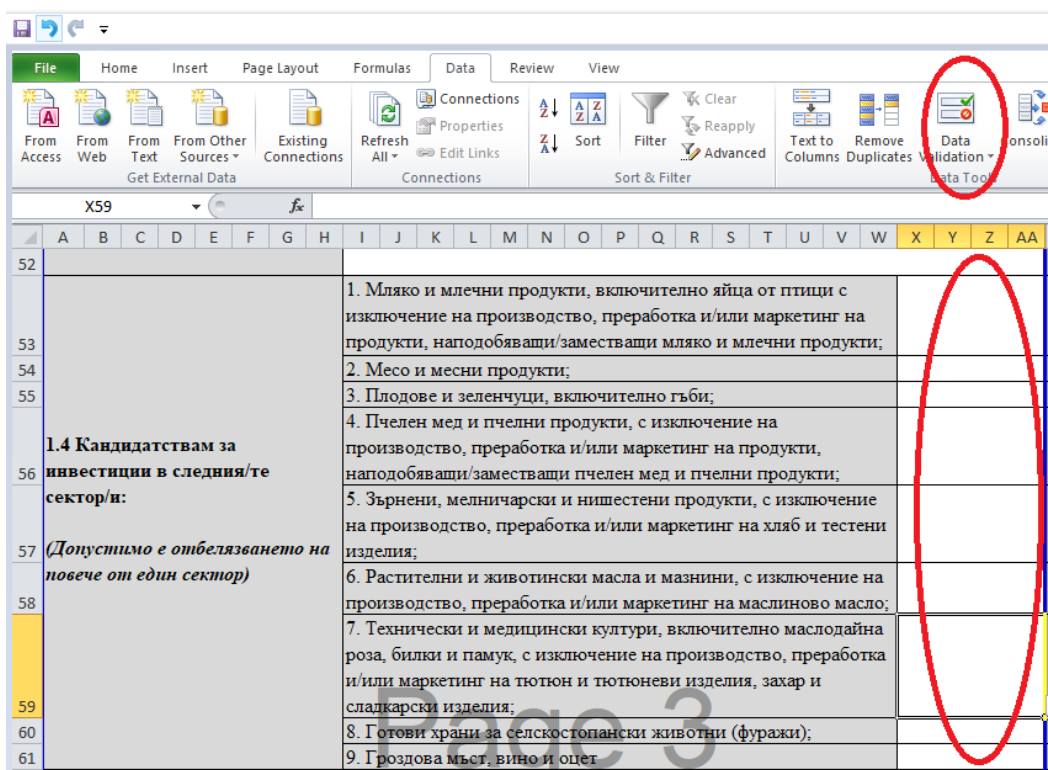 File Home Insert Page Layout Formulas Data Review View
From Access
From Web
From Text
From Other Sources
Existing Connections
Get External Data
Refresh All
Connections
Properties
Edit Links
Connections
Sort
Filter
Clear
Reapply
Advanced
Sort & Filter
Text to Columns
Remove Duplicates
Data Validation
Consoli
Data Tools
X59 fx
A B C D E F G H I J K L M N O P Q R S T U V W X Y Z AA
52
53
54
55
56
57
58
59
60
61
1.4 Кандидатствам за
инвестиции в следния/те
сектор/и:
(Допустимо е отбелязването на
повече от един сектор)
1. Мляко и млечни продукти, включително яйца от птици с
изключение на производство, преработка и/или маркетинг на
продукти, наподобяващи/заместващи мляко и млечни продукти;
2. Месо и месни продукти;
3. Плодове и зеленчуци, включително гъби;
4. Пчелен мед и пчелни продукти, с изключение на
производство, преработка и/или маркетинг на продукти,
наподобяващи/заместващи пчелен мед и пчелни продукти;
5. Зърнени, мелничарски и нишестени продукти, с изключение
на производство, преработка и/или маркетинг на хляб и тестени
изделия;
6. Растителни и животински масла и мазнини, с изключение на
производство, преработка и/или маркетинг на маслиново масло;
7. Технически и медицински култури, включително маслодайна
роза, билки и памук, с изключение на производство, преработка
и/или маркетинг на тютон и тютоневи изделия, захар и
сладкарски изделия;
8. Готови храни за селскостопански животни (фуражи);
9. Гроздова мъст, вино и оцет
Page 3